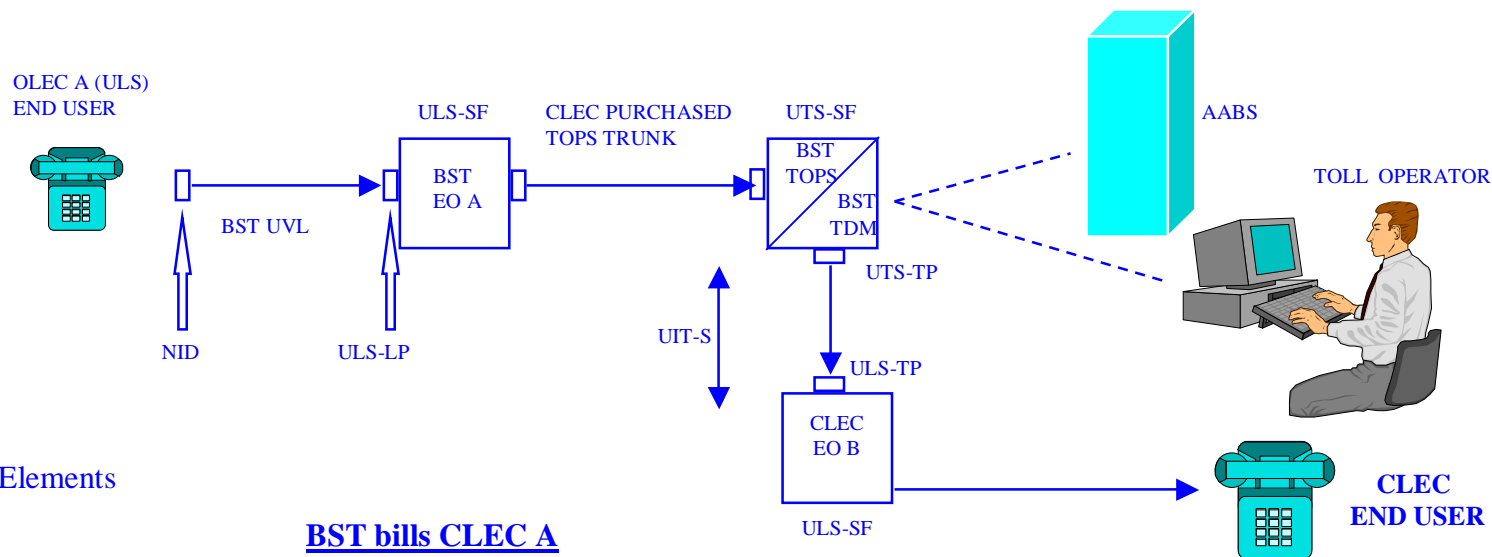 OLEC A (ULS)
END USER
ULS-SF
CLEC PURCHASED
TOPS TRUNK
UTS-SF
AABS
BST
EO A
BST
TOPS
BST
TDM
TOLL OPERATOR
BST UVL
UTS-TP
NID
ULS-LP
UIT-S
ULS-TP
CLEC
EO B
Elements
CLEC
END USER
ULS-SF
BST bills CLEC A